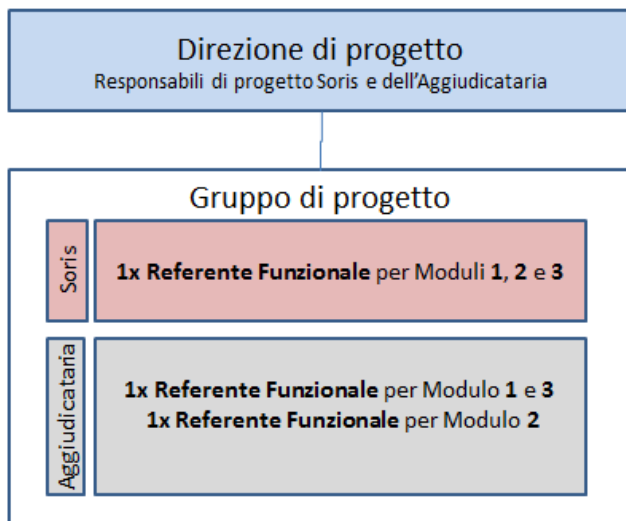 Direzione di progetto
Responsabili di progetto Soris e dell'Aggiudicataria
Gruppo di progetto
Soris
1x Referente Funzionale per Moduli 1, 2 e 3
Aggiudicataria
1x Referente Funzionale per Modulo 1 e 3
1x Referente Funzionale per Modulo 2